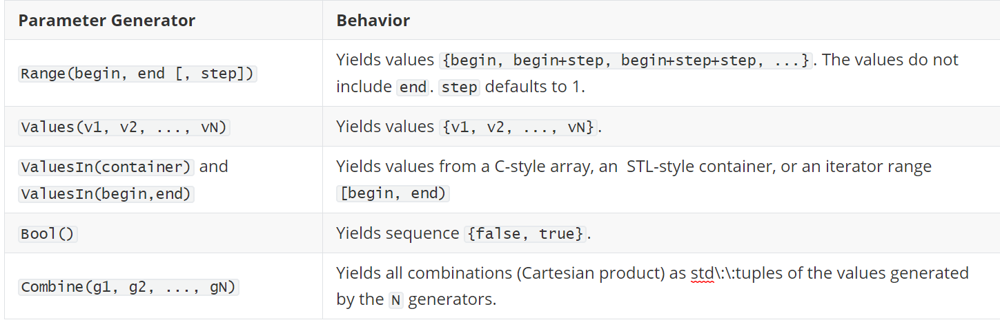 Parameter Generator Behavior
Range(begin, end [, step]) Yields values {begin, begin+step, begin+step+step, ...}. The values do not
include end. step defaults to 1.
Values(v1, v2, ..., vN) Yields values {v1, v2, ..., vN}.
ValuesIn(container) and Yields values from a C-style array, an STL-style container, or an iterator range
ValuesIn(begin,end) [begin, end)
Bool() Yields sequence {false, true}.
Combine(g1, g2, ..., gN) Yields all combinations (Cartesian product) as std\:\:tuples of the values generated
by the N generators.